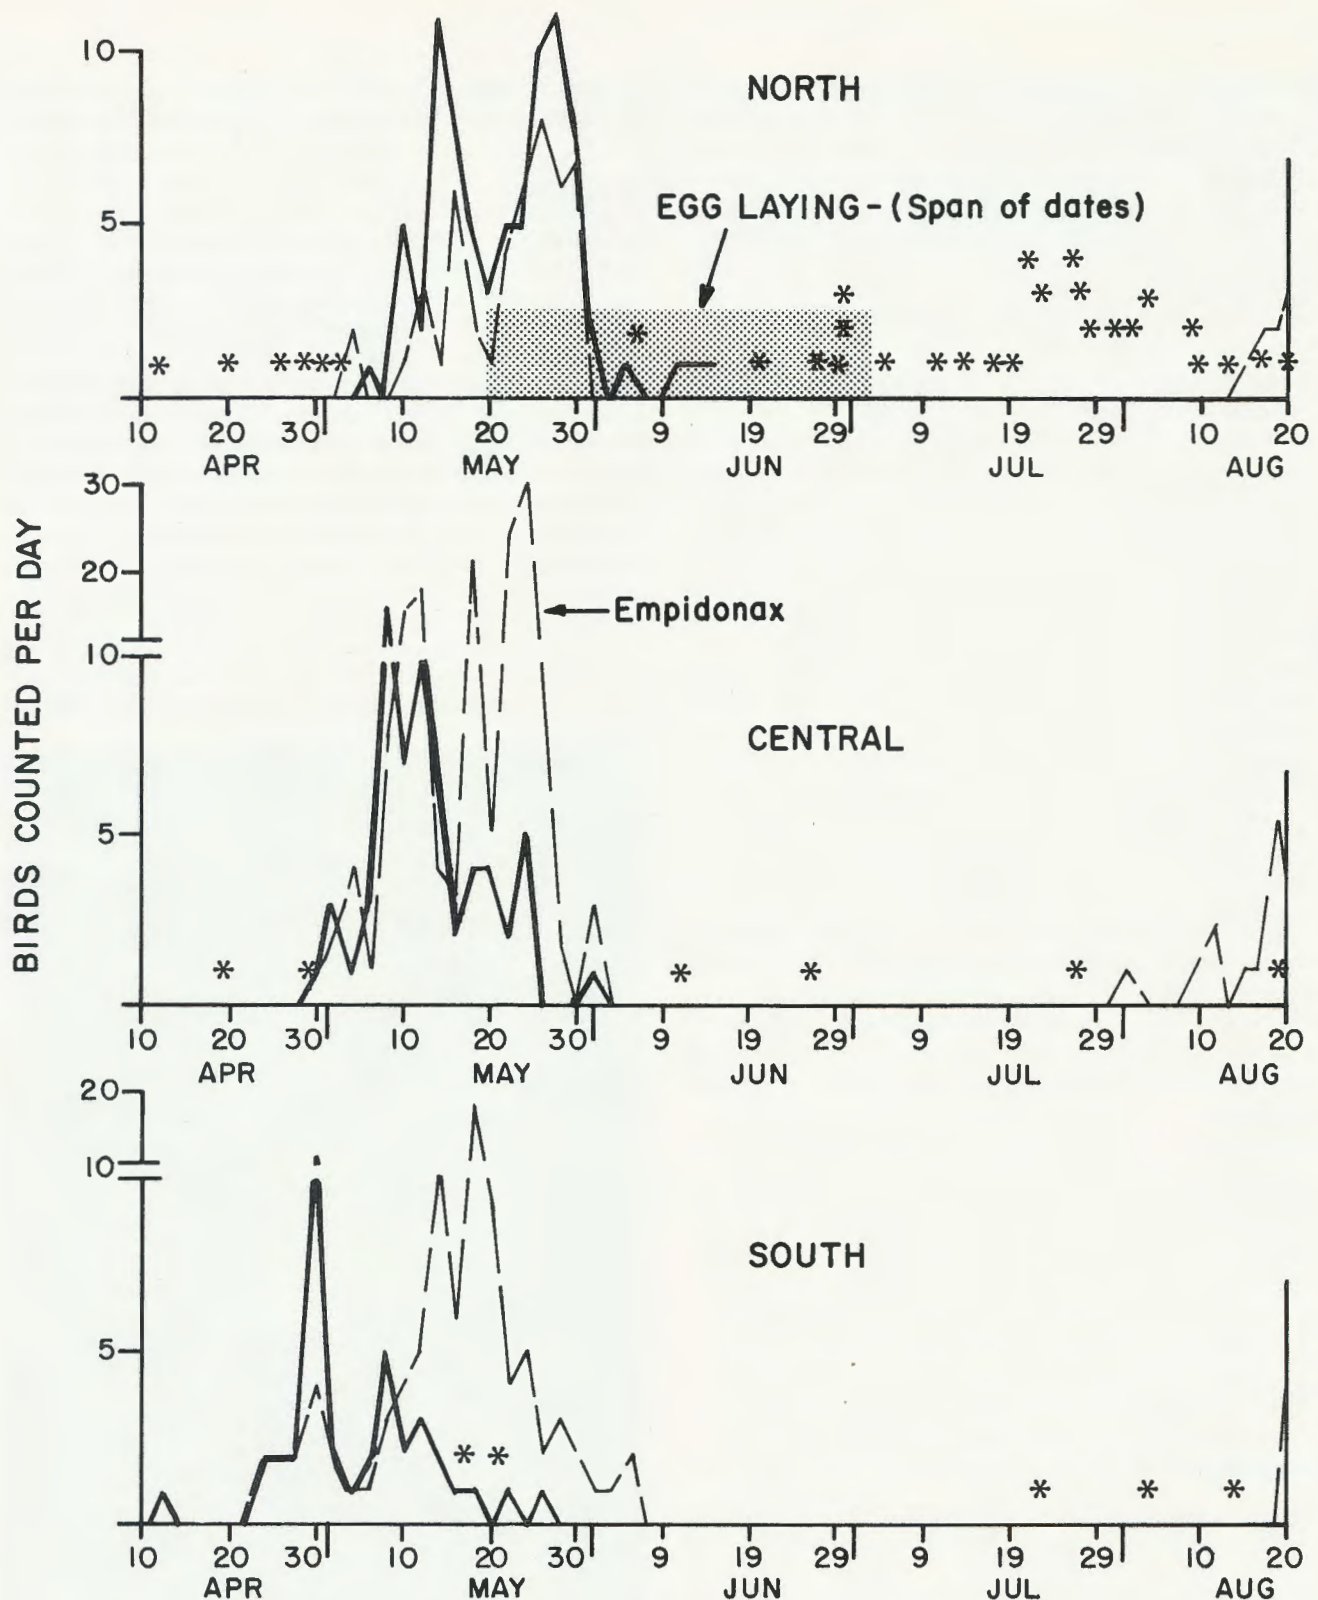 BIRDS COUNTED PER DAY
10
NORTH
EGG LAYING-(Span of dates)
5
* * * * * * * * * * * * * * * * * * * * * * * * * * * * * * *
10 20 30 10 20 30 9 19 29 9 19 29 10 20
APR MAY JUN JUL AUG
30
20
Empidonax
10
CENTRAL
5
* * * * * *
10 20 30 10 20 30 9 19 29 9 19 29 10 20
APR MAY JUN JUL AUG
20
10
SOUTH
5
* * * * *
10 20 30 10 20 30 9 19 29 9 19 29 10 20
APR MAY JUN JUL AUG